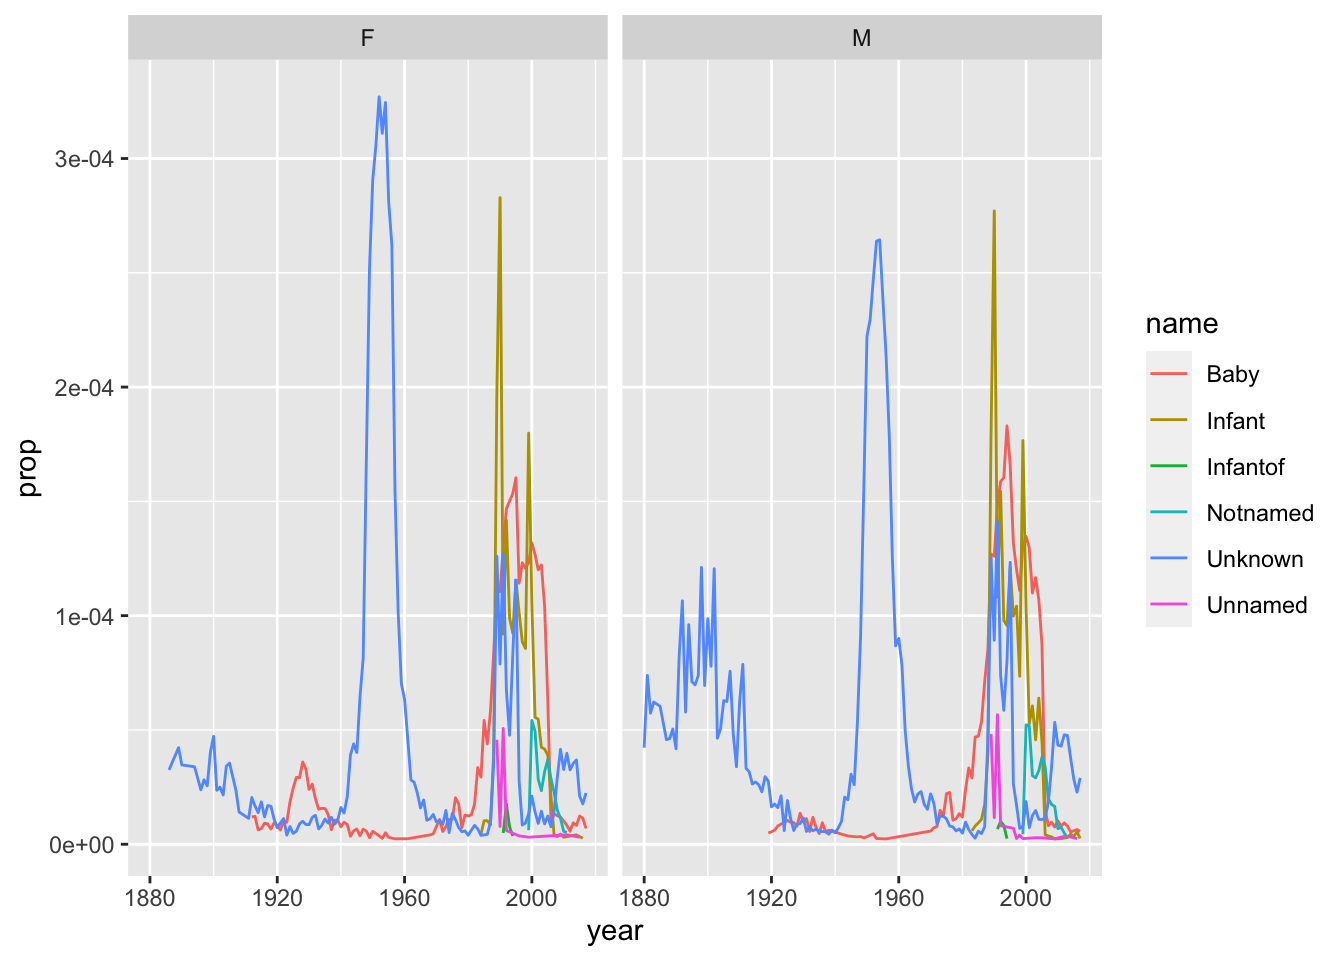 F
M
3e-04
2e-04
1e-04
0e+00
prop
1880
1920
1960
2000
1880
1920
1960
2000
year
name
Baby
Infant
Infantof
Notnamed
Unknown
Unnamed